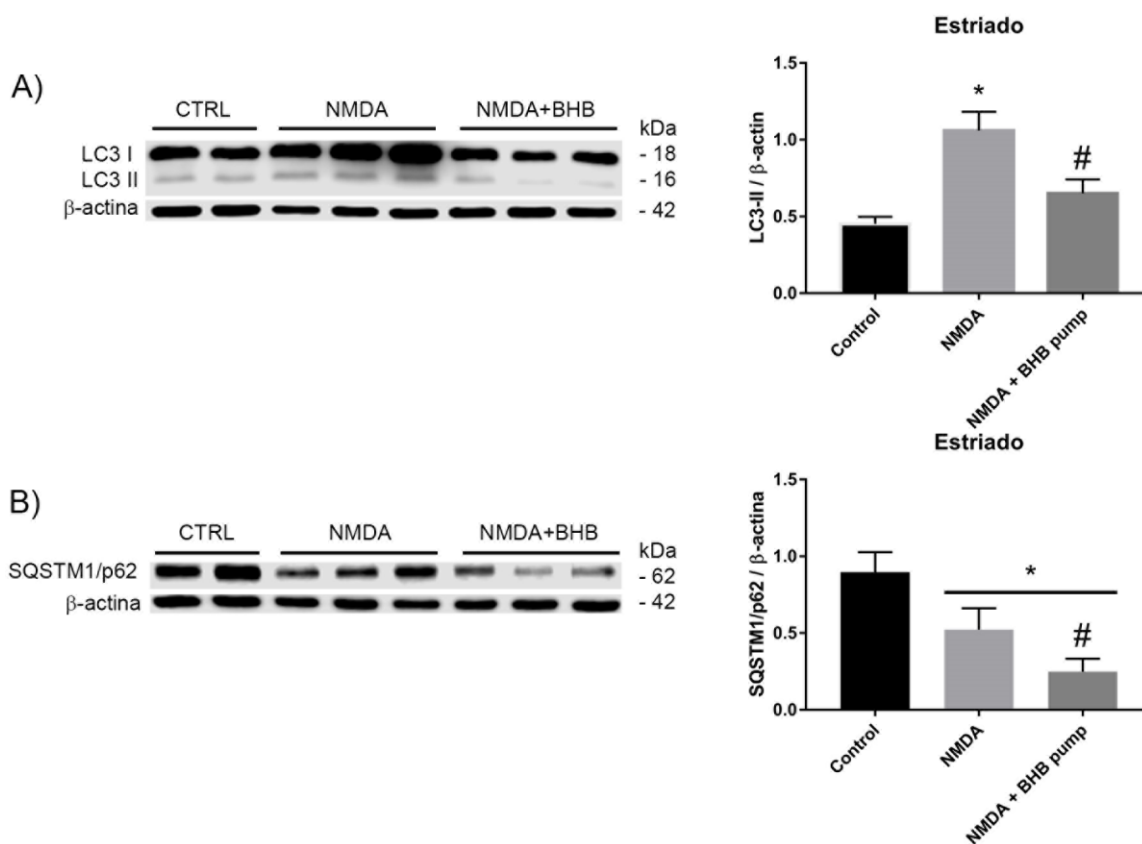 A)
CTRL NMDA NMDA+BHB
kDa
LC3 I - 18
LC3 II - 16
β-actina - 42
Estriado
LC3-II / β-actin
1.5
1.0
0.5
0.0
*
#
Control
NMDA
NMDA + BHB pump
B)
CTRL NMDA NMDA+BHB
kDa
SQSTM1/p62 - 62
β-actina - 42
Estriado
SQSTM1/p62 / β-actina
1.5
1.0
0.5
0.0
*
#
Control
NMDA
NMDA + BHB pump